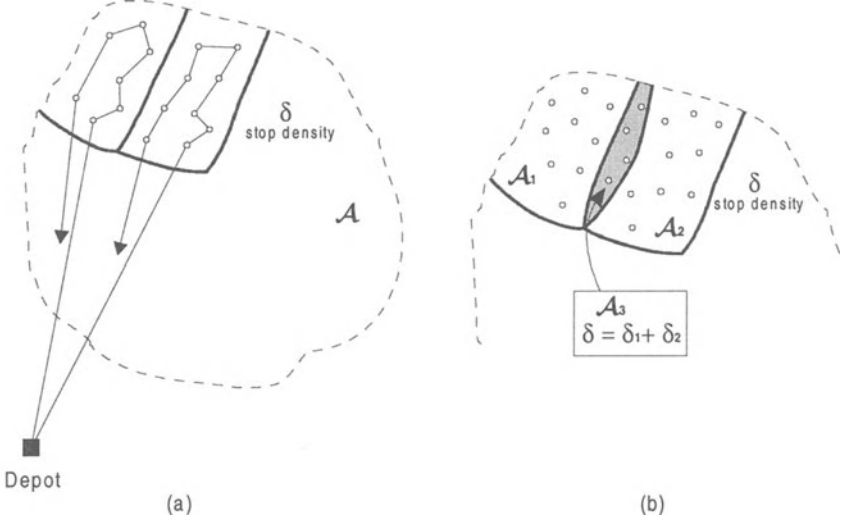 δ
stop density
𝒜
Depot
(a)
𝒜₁
𝒜₂
δ
stop density
𝒜₃
δ = δ₁ + δ₂
(b)